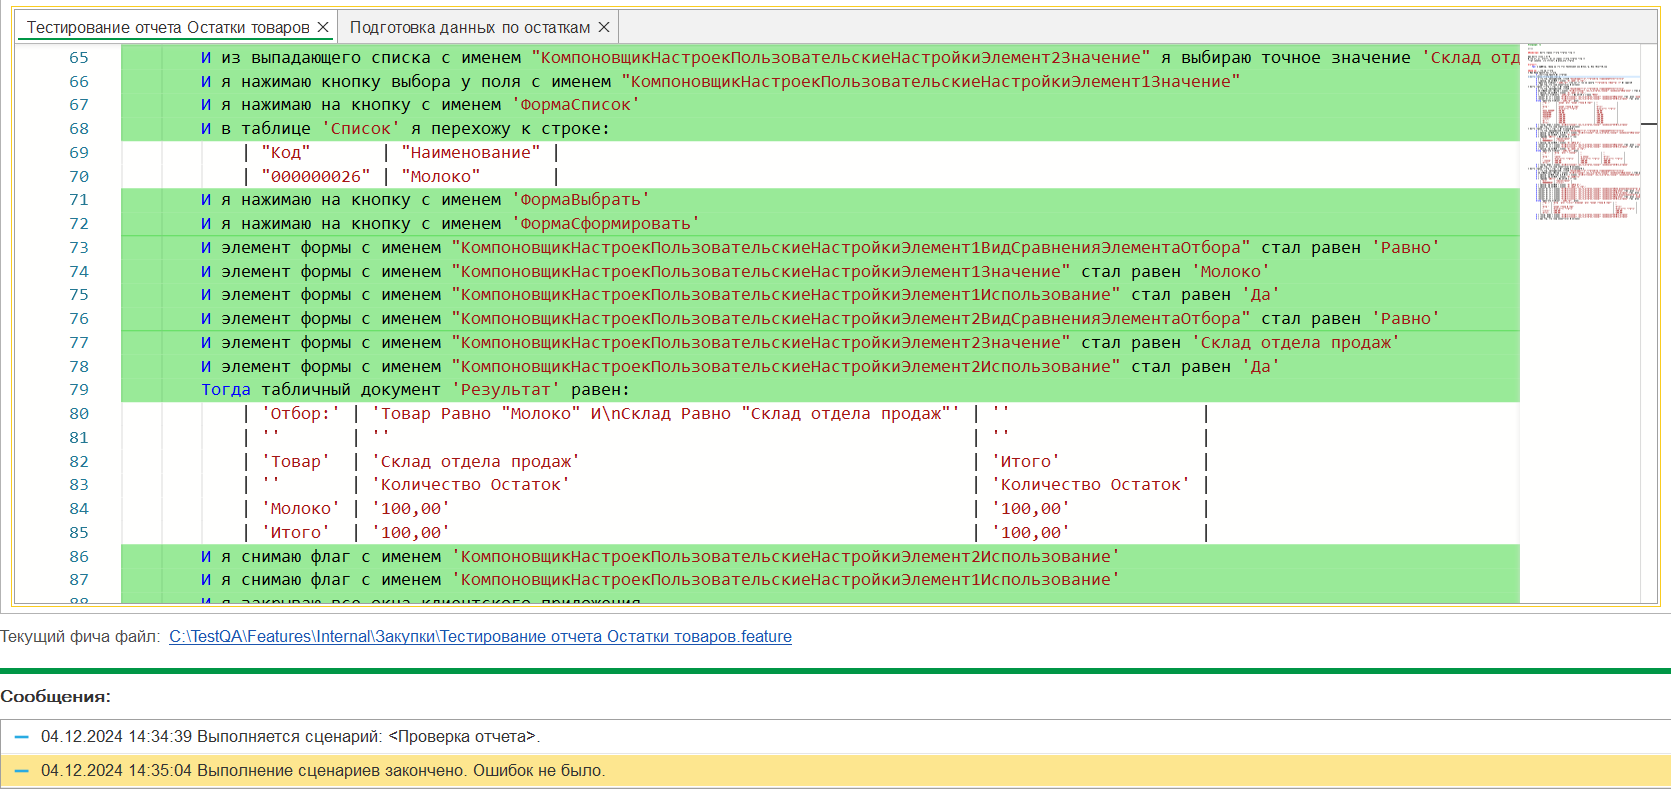 Тестирование отчета Остатки товаров × Подготовка данных по остаткам ×
65 И из выпадающего списка с именем "КомпоновщикНастроекПользовательскиеНастройкиЭлемент2Значение" я выбираю точное значение 'Склад отд
66 И я нажимаю кнопку выбора у поля с именем "КомпоновщикНастроекПользовательскиеНастройкиЭлемент1Значение"
67 И я нажимаю на кнопку с именем 'ФормаСписок'
68 И в таблице 'Список' я перехожу к строке:
69 | "Код" | "Наименование" |
70 | "000000026" | "Молоко" |
71 И я нажимаю на кнопку с именем 'ФормаВыбрать'
72 И я нажимаю на кнопку с именем 'ФормаСформировать'
73 И элемент формы с именем "КомпоновщикНастроекПользовательскиеНастройкиЭлемент1ВидСравненияЭлементаОтбора" стал равен 'Равно'
74 И элемент формы с именем "КомпоновщикНастроекПользовательскиеНастройкиЭлемент1Значение" стал равен 'Молоко'
75 И элемент формы с именем "КомпоновщикНастроекПользовательскиеНастройкиЭлемент1Использование" стал равен 'Да'
76 И элемент формы с именем "КомпоновщикНастроекПользовательскиеНастройкиЭлемент2ВидСравненияЭлементаОтбора" стал равен 'Равно'
77 И элемент формы с именем "КомпоновщикНастроекПользовательскиеНастройкиЭлемент2Значение" стал равен 'Склад отдела продаж'
78 И элемент формы с именем "КомпоновщикНастроекПользовательскиеНастройкиЭлемент2Использование" стал равен 'Да'
79 Тогда табличный документ 'Результат' равен:
80 | 'Отбор:' | 'Товар Равно "Молоко" И\nСклад Равно "Склад отдела продаж"' | '' |
81 | '' | '' | '' |
82 | 'Товар' | 'Склад отдела продаж' | 'Итого' |
83 | '' | 'Количество Остаток' | 'Количество Остаток' |
84 | 'Молоко' | '100,00' | '100,00' |
85 | 'Итого' | '100,00' | '100,00' |
86 И я снимаю флаг с именем 'КомпоновщикНастроекПользовательскиеНастройкиЭлемент2Использование'
87 И я снимаю флаг с именем 'КомпоновщикНастроекПользовательскиеНастройкиЭлемент1Использование'
88 И я закрываю все окна клиентского приложения
Текущий фича файл: C:\TestQA\Features\Internal\Закупки\Тестирование отчета Остатки товаров.feature
Сообщения:
04.12.2024 14:34:39 Выполняется сценарий: <Проверка отчета>.
04.12.2024 14:35:04 Выполнение сценариев закончено. Ошибок не было.